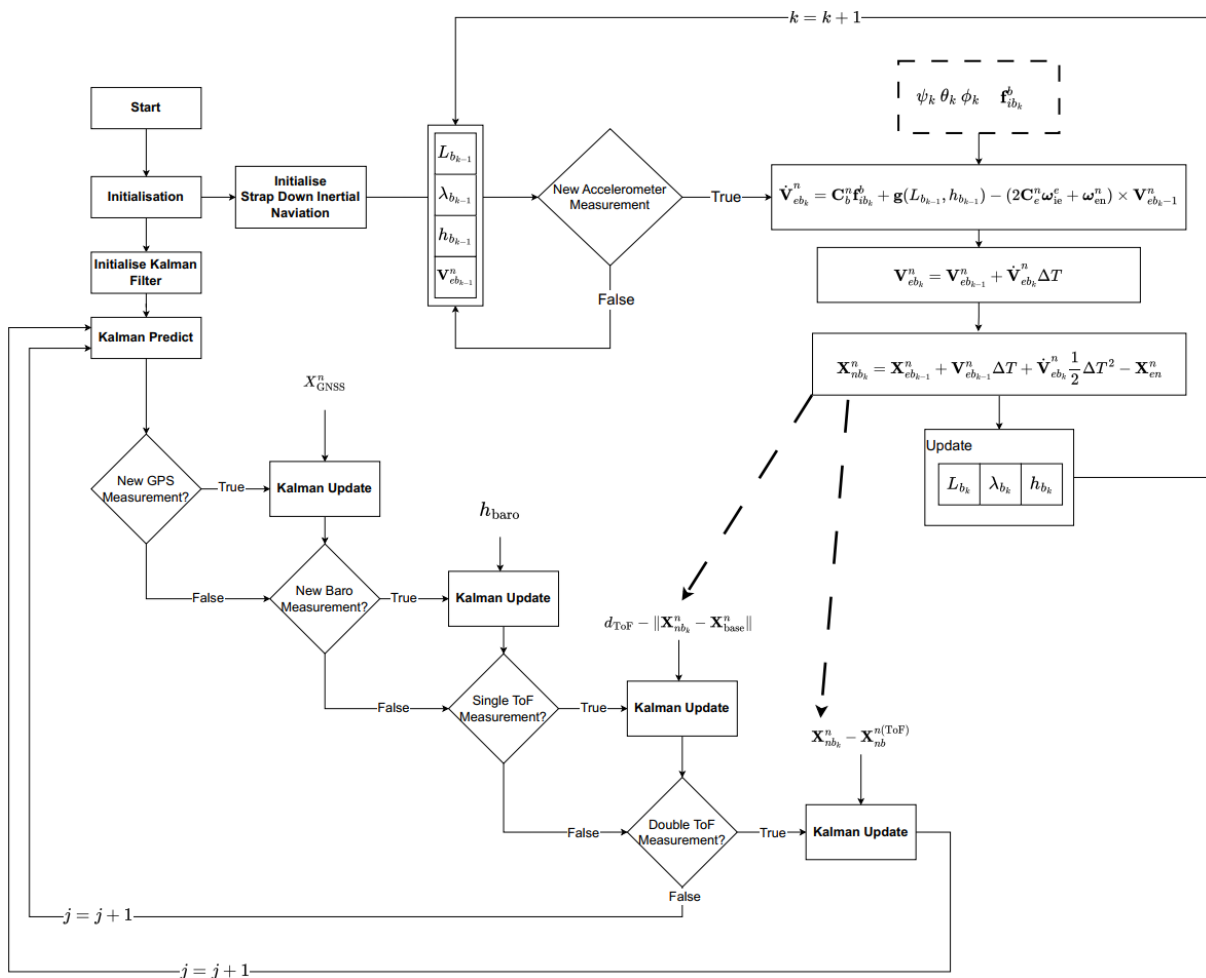 k = k + 1
ψ_k θ_k ϕ_k    f^b_{ib_k}
Start
Initialisation
Initialise
Strap Down Inertial
Naviation
L_{b_{k-1}}
λ_{b_{k-1}}
h_{b_{k-1}}
V^n_{eb_{k-1}}
New Accelerometer
Measurement
True
False
V̇^n_{eb_k} = C^n_b f^b_{ib_k} + g(L_{b_{k-1}}, h_{b_{k-1}}) − (2C^n_e ω^e_{ie} + ω^n_{en}) × V^n_{eb_k−1}
V^n_{eb_k} = V^n_{eb_{k-1}} + V̇^n_{eb_k} ΔT
X^n_{nb_k} = X^n_{eb_{k-1}} + V^n_{eb_{k-1}} ΔT + V̇^n_{eb_k} \frac{1}{2} ΔT^2 − X^n_{en}
Update
L_{b_k} λ_{b_k} h_{b_k}
Initialise Kalman
Filter
Kalman Predict
X^n_{GNSS}
New GPS
Measurement?
True
Kalman Update
False
h_{baro}
New Baro
Measurement?
True
Kalman Update
False
d_{ToF} − ‖X^n_{nb_k} − X^n_{base}‖
Single ToF
Measurement?
True
Kalman Update
False
X^n_{nb_k} − X^{n(ToF)}_{nb}
Double ToF
Measurement?
True
Kalman Update
False
j = j + 1
j = j + 1